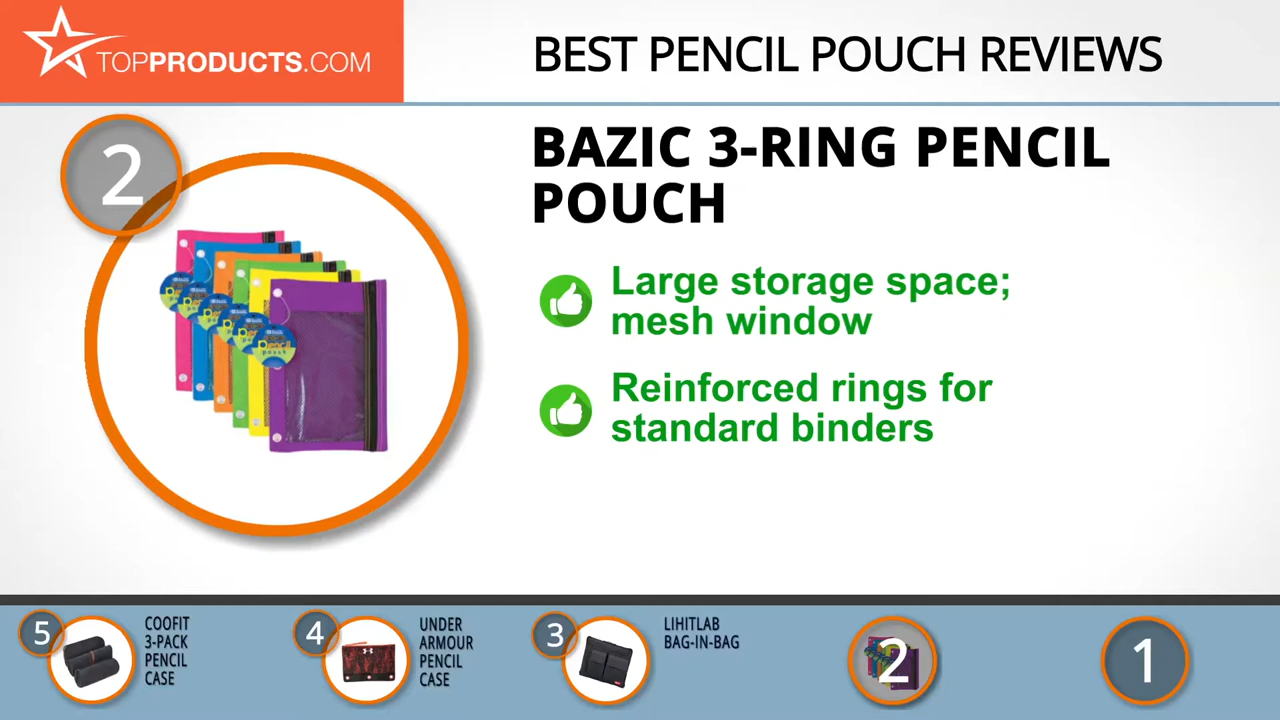 TOPPRODUCTS.COM
BEST PENCIL POUCH REVIEWS
2
BAZIC 3-RING PENCIL
POUCH
Large storage space;
mesh window
Reinforced rings for
standard binders
5
COOFIT
3-PACK
PENCIL
CASE
4
UNDER
ARMOUR
PENCIL
CASE
3
LIHITLAB
BAG-IN-BAG
2
1